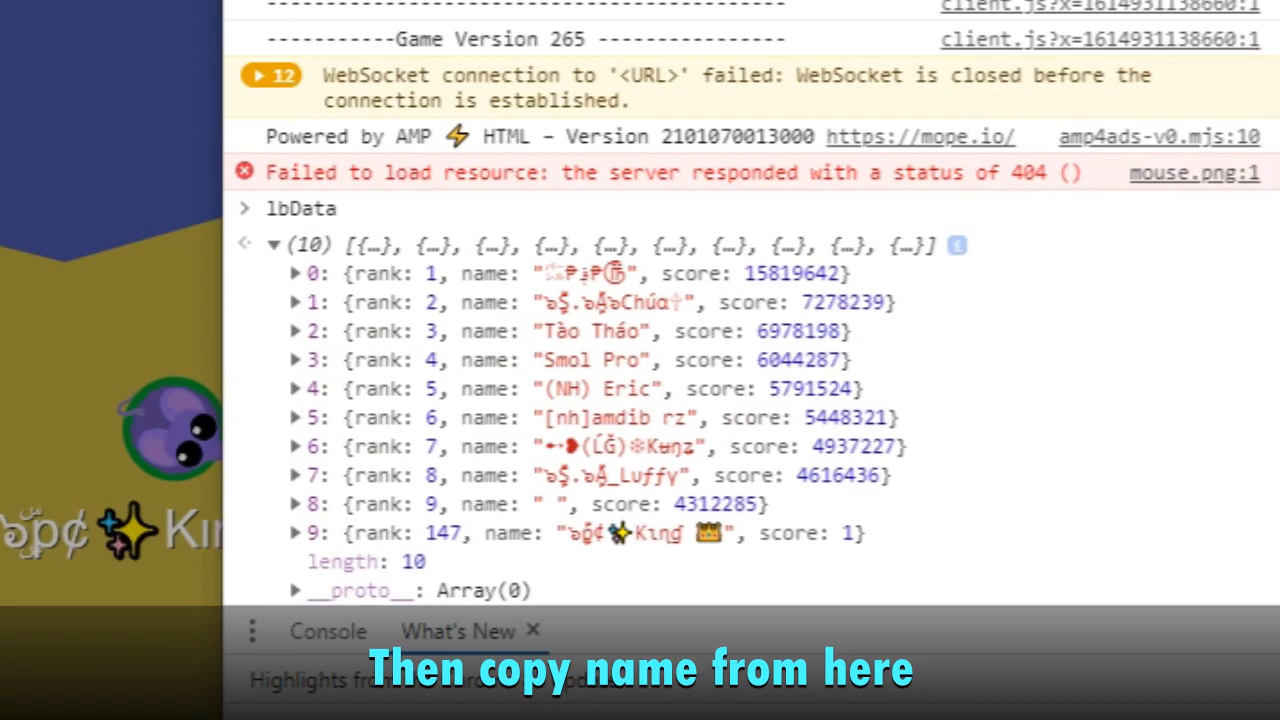 client.js?x=1614931138660:1
-----------Game Version 265 ---------------- client.js?x=1614931138660:1
12 WebSocket connection to '<URL>' failed: WebSocket is closed before the
connection is established.
Powered by AMP ⚡ HTML – Version 2101070013000 https://mope.io/ amp4ads-v0.mjs:10
Failed to load resource: the server responded with a status of 404 () mouse.png:1
> lbData
(10) [{…}, {…}, {…}, {…}, {…}, {…}, {…}, {…}, {…}, {…}]
0: {rank: 1, name: " ", score: 15819642}
1: {rank: 2, name: " Chúα†", score: 7278239}
2: {rank: 3, name: "Tào Tháo", score: 6978198}
3: {rank: 4, name: "Smol Pro", score: 6044287}
4: {rank: 5, name: "(NH) Eric", score: 5791524}
5: {rank: 6, name: "[nh]amdib rz", score: 5448321}
6: {rank: 7, name: " ", score: 4937227}
7: {rank: 8, name: " ", score: 4616436}
8: {rank: 9, name: " ", score: 4312285}
9: {rank: 147, name: " ", score: 1}
length: 10
__proto__: Array(0)
Console What's New ×
Then copy name from here
Highlights